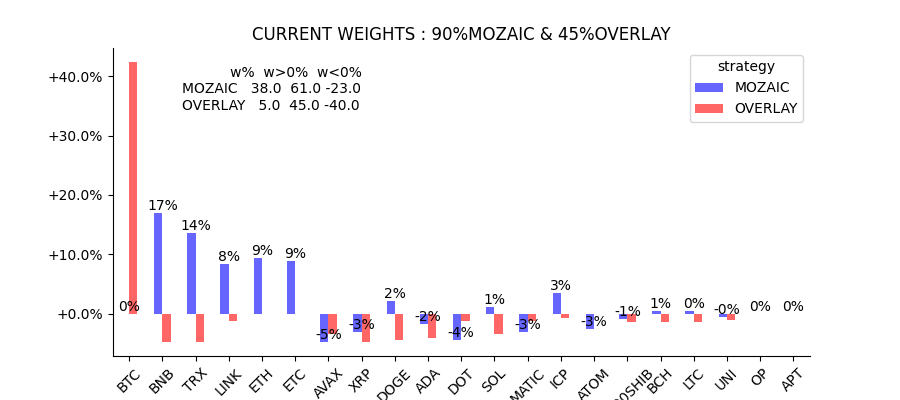 CURRENT WEIGHTS : 90%MOZAIC & 45%OVERLAY
w% w>0% w<0%
MOZAIC 38.0 61.0 -23.0
OVERLAY 5.0 45.0 -40.0
strategy
MOZAIC
OVERLAY
+40.0%
+30.0%
+20.0%
+10.0%
+0.0%
0%
17%
14%
8%
9%
9%
-5%
-3%
2%
-2%
-4%
1%
-3%
3%
-3%
-1%
1%
0%
-0%
0%
0%
BTC
BNB
TRX
LINK
ETH
ETC
AVAX
XRP
DOGE
ADA
DOT
SOL
MATIC
ICP
ATOM
0SHIB
BCH
LTC
UNI
OP
APT